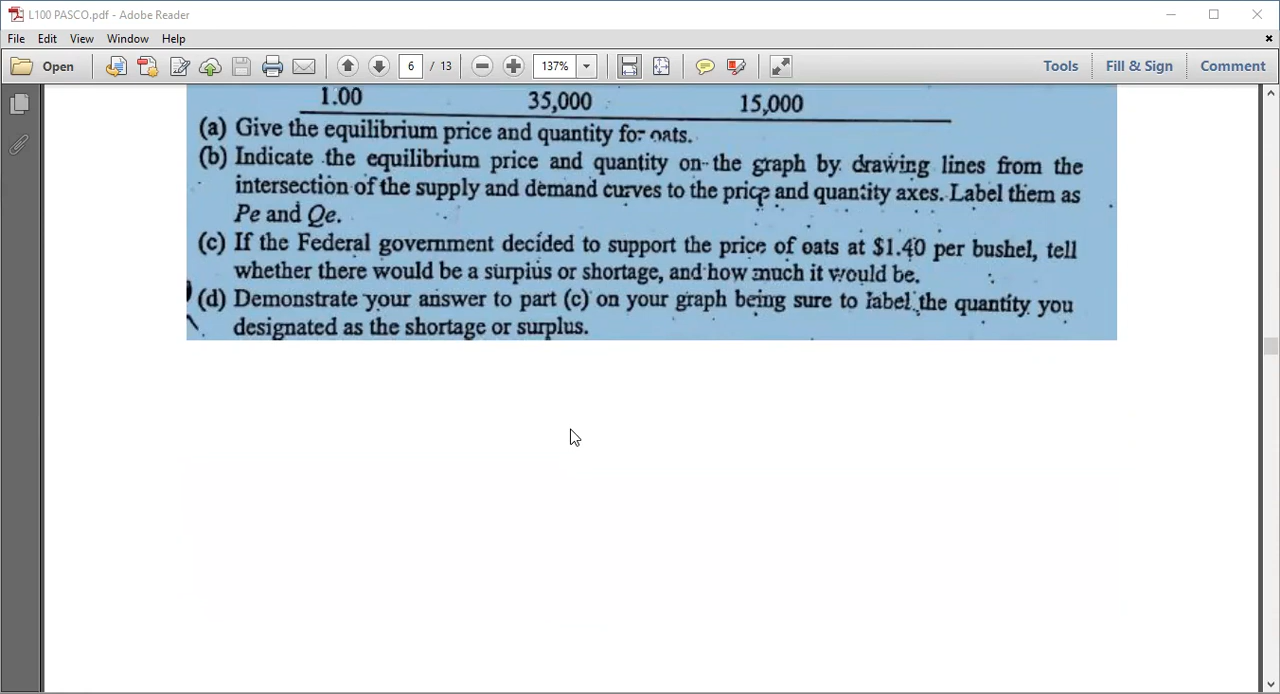 L100 PASCO.pdf - Adobe Reader
File Edit View Window Help
Open 6 / 13 137% Tools Fill & Sign Comment
1.00 35,000 15,000
(a) Give the equilibrium price and quantity for oats.
(b) Indicate the equilibrium price and quantity on the graph by drawing lines from the
intersection of the supply and demand curves to the price and quantity axes. Label them as
Pe and Qe.
(c) If the Federal government decided to support the price of oats at $1.40 per bushel, tell
whether there would be a surplus or shortage, and how much it would be.
(d) Demonstrate your answer to part (c) on your graph being sure to label the quantity you
designated as the shortage or surplus.